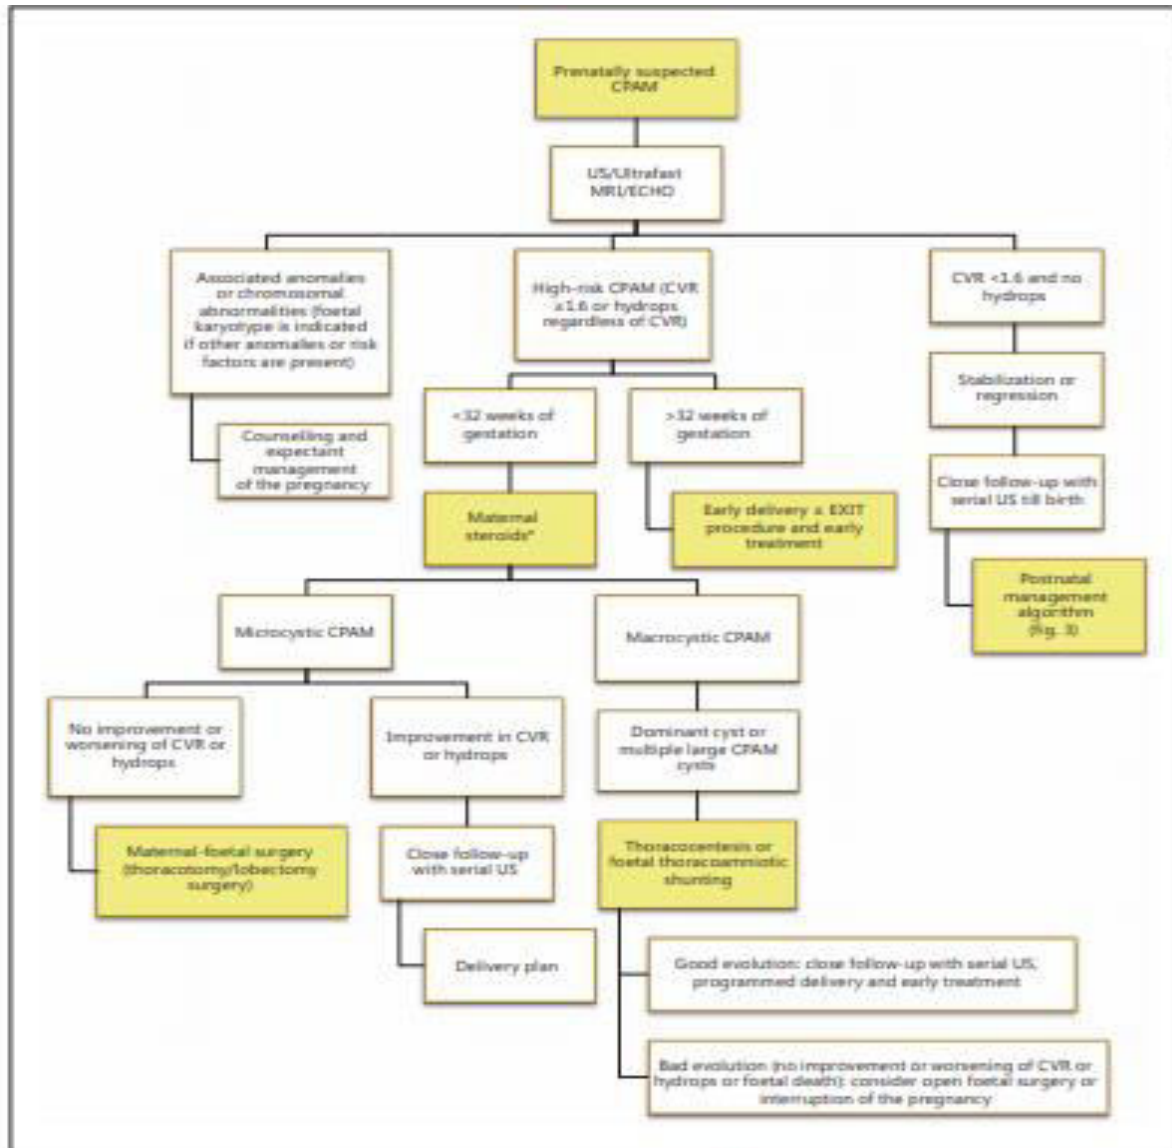 Prenatally suspected
CPAM
US/Ultrafast
MRI/ECHO
Associated anomalies
or chromosomal
abnormalities (foetal
karyotype is indicated
if other anomalies or risk
factors are present)
High-risk CPAM (CVR
≥1.6 or hydrops
regardless of CVR)
CVR <1.6 and no
hydrops
Counselling and
expectant
management
of the pregnancy
<32 weeks of
gestation
>32 weeks of
gestation
Stabilization or
regression
Maternal
steroids*
Early delivery ± EXIT
procedure and early
treatment
Close follow-up with
serial US till birth
Postnatal
management
algorithm
(fig. 3)
Microcystic CPAM
Macrocystic CPAM
No improvement or
worsening of CVR or
hydrops
Improvement in CVR
or hydrops
Dominant cyst or
multiple large CPAM
cysts
Maternal-foetal surgery
(thoracotomy/lobectomy
surgery)
Close follow-up
with serial US
Thoracocentesis or
foetal thoracoamniotic
shunting
Delivery plan
Good evolution: close follow-up with serial US,
programmed delivery and early treatment
Bad evolution (no improvement or worsening of CVR or
hydrops or foetal death): consider open foetal surgery or
interruption of the pregnancy